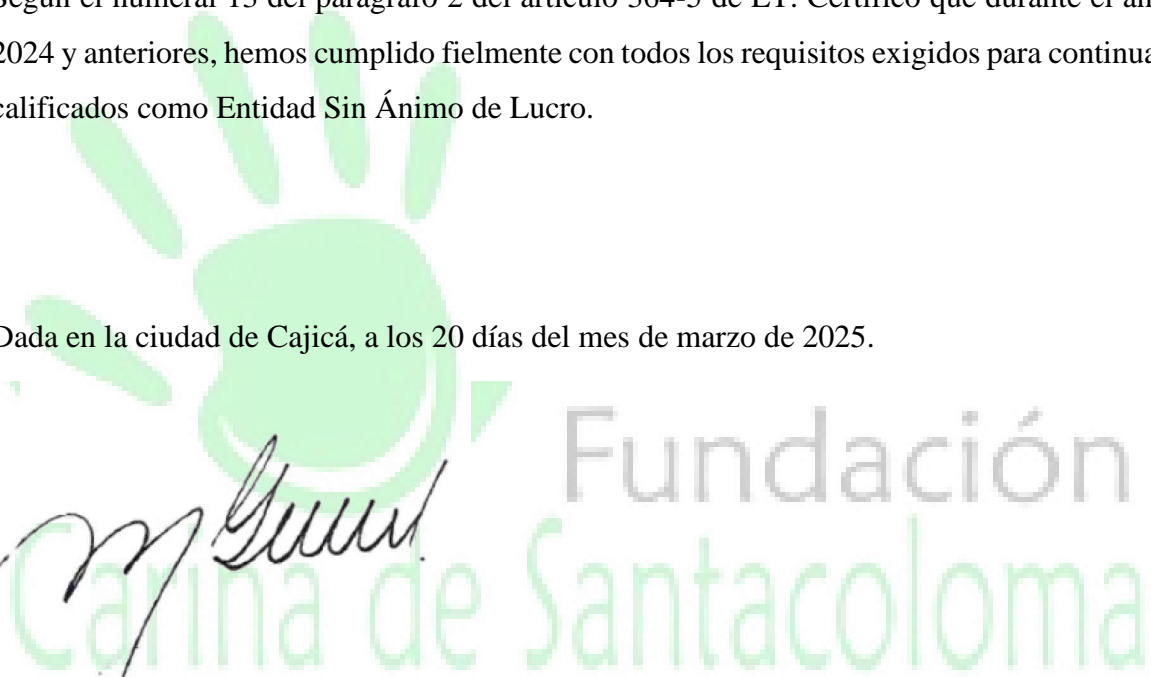 Según el numeral 13 del parágrafo 2 del artículo 364-5 de ET. Certifico que durante el añ
2024 y anteriores, hemos cumplido fielmente con todos los requisitos exigidos para continua
calificados como Entidad Sin Ánimo de Lucro.
Dada en la ciudad de Cajicá, a los 20 días del mes de marzo de 2025.
Fundación
Carina de Santacoloma